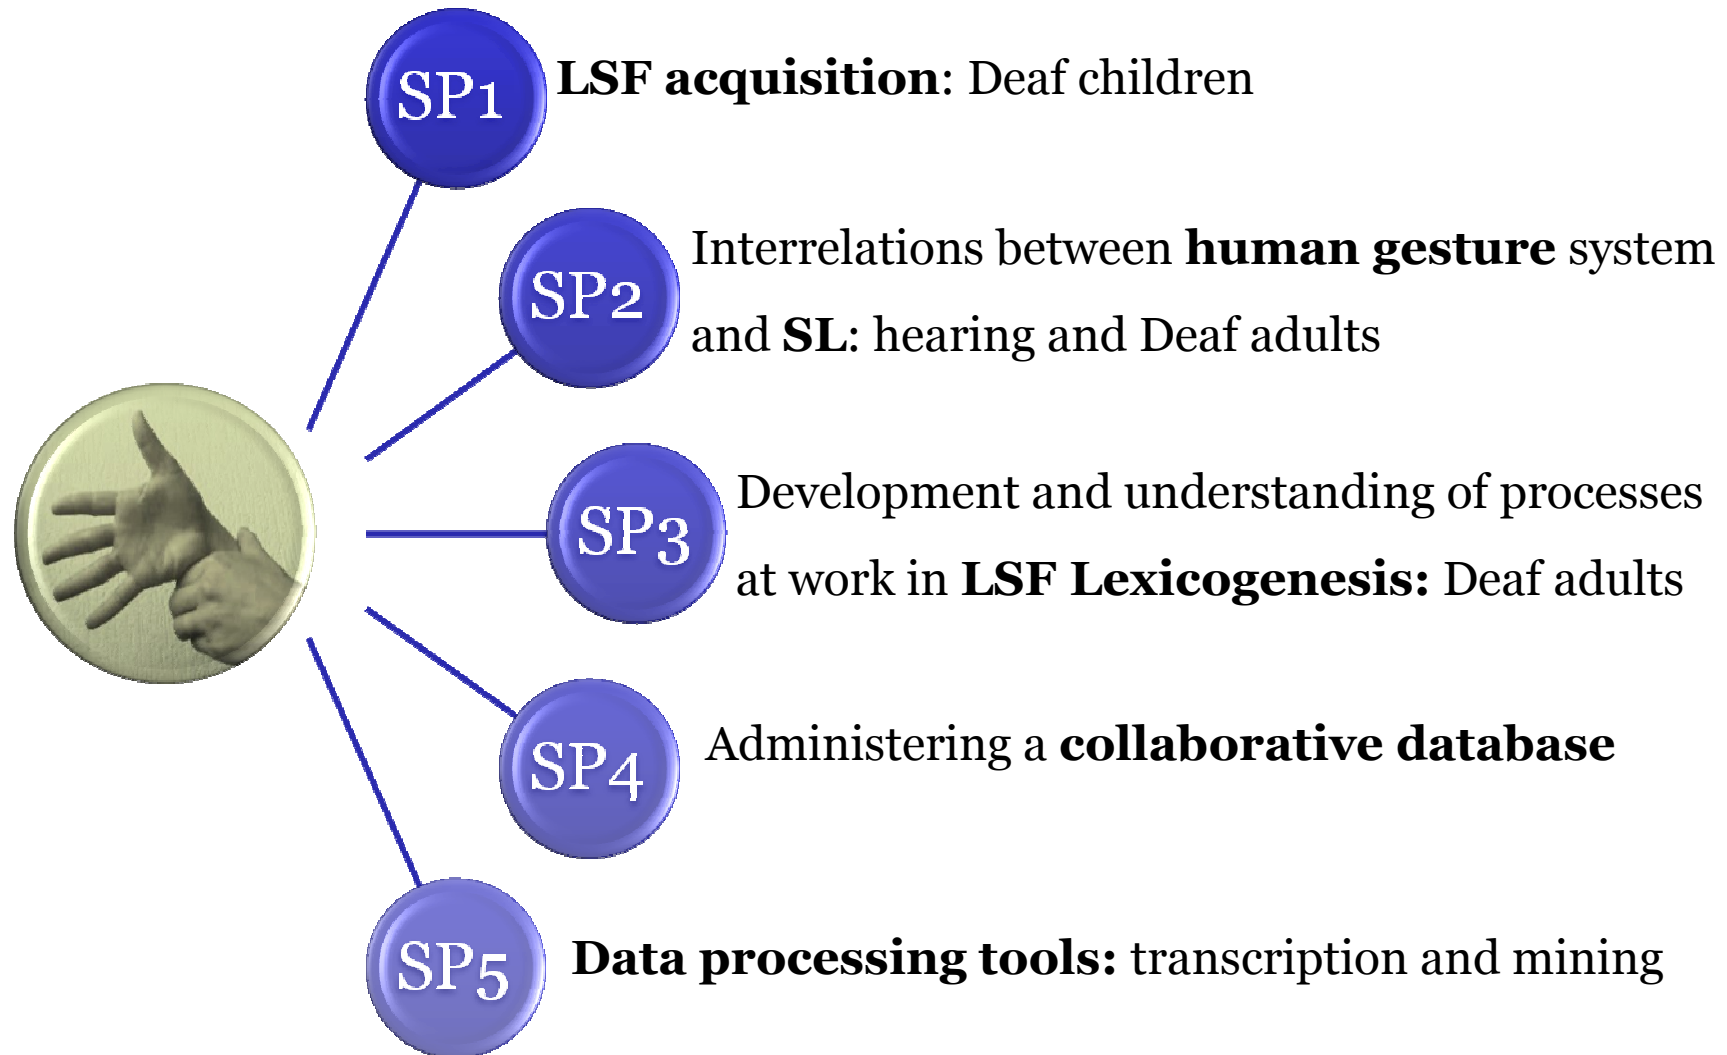 SP1 LSF acquisition: Deaf children
SP2 Interrelations between human gesture system
and SL: hearing and Deaf adults
SP3 Development and understanding of processes
at work in LSF Lexicogenesis: Deaf adults
SP4 Administering a collaborative database
SP5 Data processing tools: transcription and mining